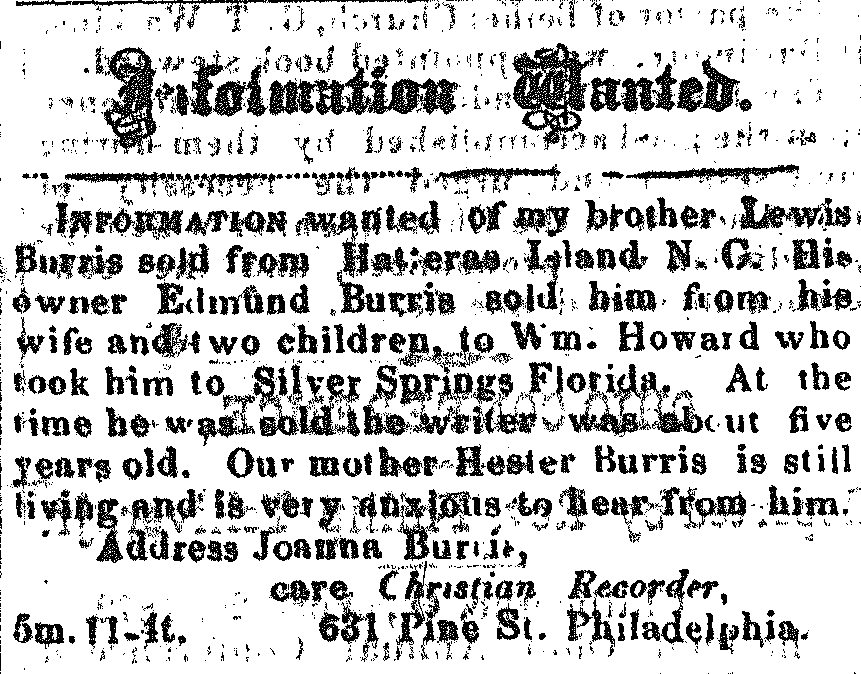 Information Wanted.
INFORMATION wanted of my brother Lewis
Burris sold from Hatteras Island N. C. His
owner Edmund Burris sold him from his
wife and two children, to Wm. Howard who
took him to Silver Springs Florida. At the
time he was sold the writer was about five
years old. Our mother Hester Burris is still
living and is very anxious to hear from him.
Address Joanna Burris,
care Christian Recorder,
5m. 11-4t. 631 Pine St. Philadelphia.